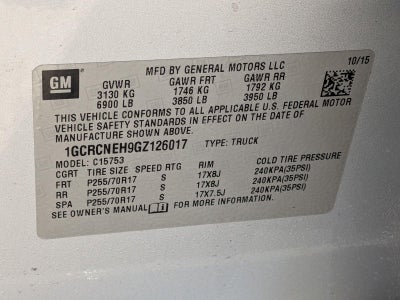 GM
MFD BY GENERAL MOTORS LLC
10/15
GVWR GAWR FRT GAWR RR
3130 KG 1746 KG 1792 KG
6900 LB 3850 LB 3950 LB
THIS VEHICLE CONFORMS TO ALL APPLICABLE U.S. FEDERAL MOTOR
VEHICLE SAFETY STANDARDS IN EFFECT ON THE DATE OF
MANUFACTURE SHOWN ABOVE.
1GCRCNEH9GZ126017 TYPE: TRUCK
MODEL: C15753
CGRT TIRE SIZE SPEED RTG RIM COLD TIRE PRESSURE
FRT P255/70R17 S 17X8J 240KPA(35PSI)
RR P255/70R17 S 17X8J 240KPA(35PSI)
SPA P255/70R17 S 17X7.5J 240KPA(35PSI)
SEE OWNER'S MANUAL FOR MORE INFORMATION.